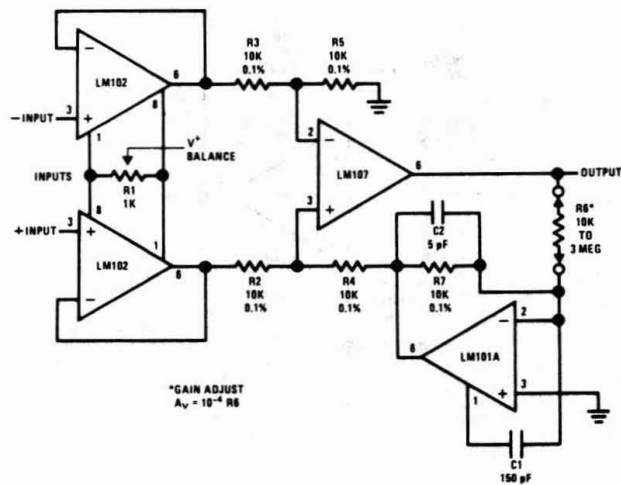 R3
10K
0.1%
R5
10K
0.1%
−
LM102
6
−INPUT
3
+
8
1
2
−
V+
BALANCE
LM107
6
OUTPUT
INPUTS
R1
1K
3
+
R6*
10K
TO
3 MEG
8
+INPUT
3
+
1
C2
5 pF
LM102
6
−
R2
10K
0.1%
R4
10K
0.1%
R7
10K
0.1%
2
−
6
LM101A
*GAIN ADJUST
AV = 10⁻⁴ R6
1
+
3
C1
150 pF